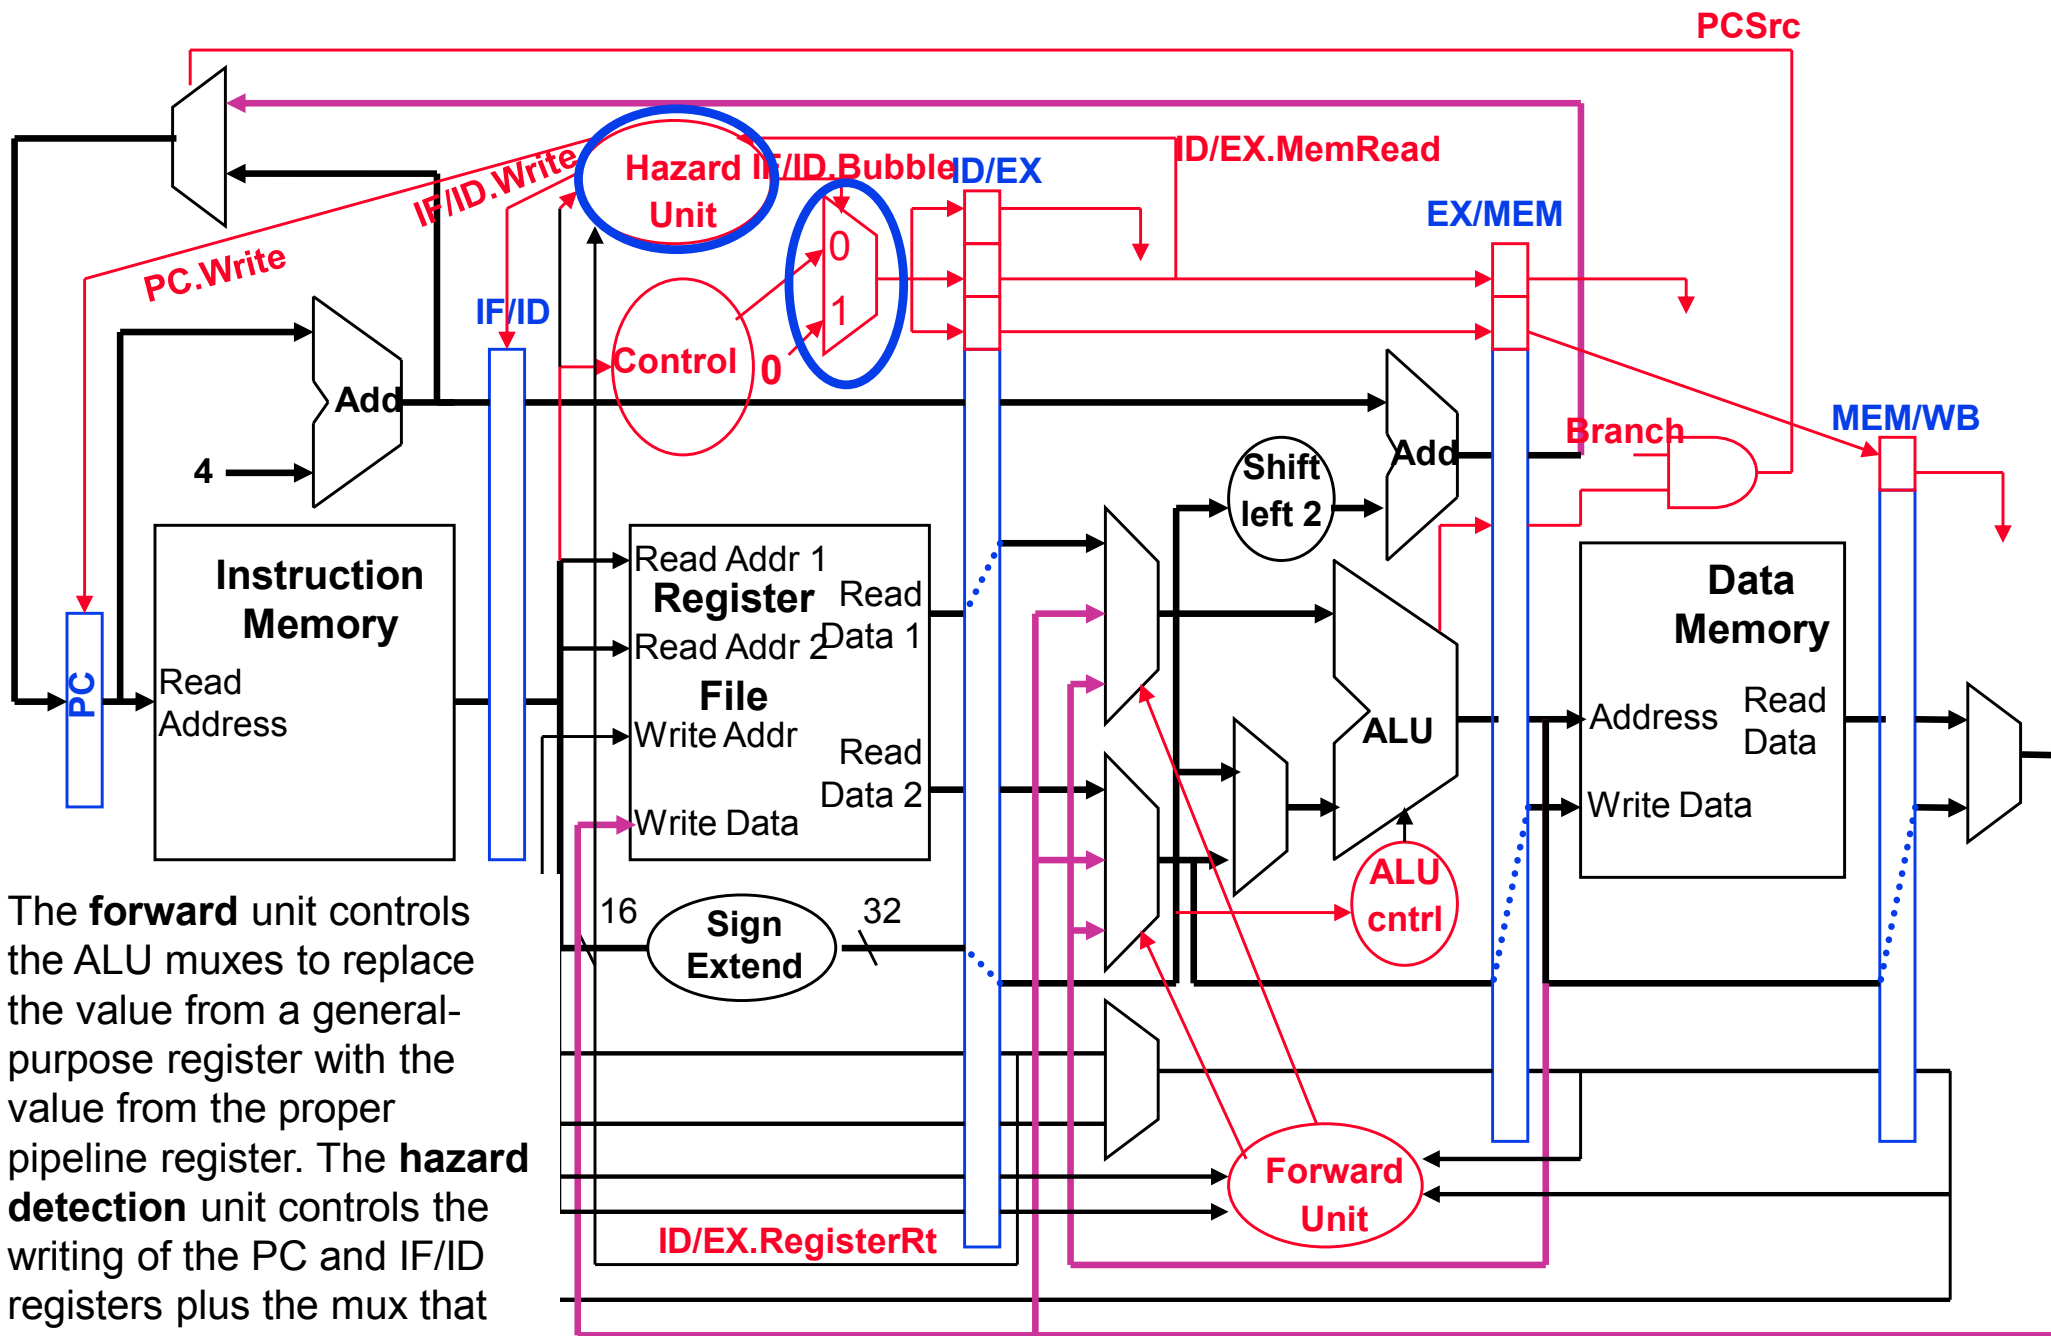 PCSrc
Hazard
Unit
IF/ID.Bubble
ID/EX
ID/EX.MemRead
IF/ID.Write
PC.Write
EX/MEM
0
1
IF/ID
Control
0
Add
4
Add
Branch
MEM/WB
Shift
left 2
Instruction
Memory
Read
Address
PC
Read Addr 1
Register
Read
Data 1
Read Addr 2
File
Write Addr
Read
Data 2
Write Data
ALU
ALU
cntrl
Data
Memory
Address
Read
Data
Write Data
16
Sign
Extend
32
Forward
Unit
ID/EX.RegisterRt
The forward unit controls
the ALU muxes to replace
the value from a general-
purpose register with the
value from the proper
pipeline register. The hazard
detection unit controls the
writing of the PC and IF/ID
registers plus the mux that